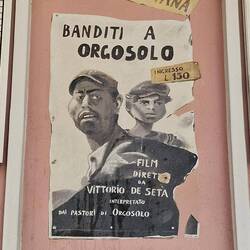 BANDITI A
ORGOSOLO
INGRESSO
L. 150
FILM
DIRETTO
DA
VITTORIO DE SETA
INTERPRETATO
DAI PASTORI DI ORGOSOLO